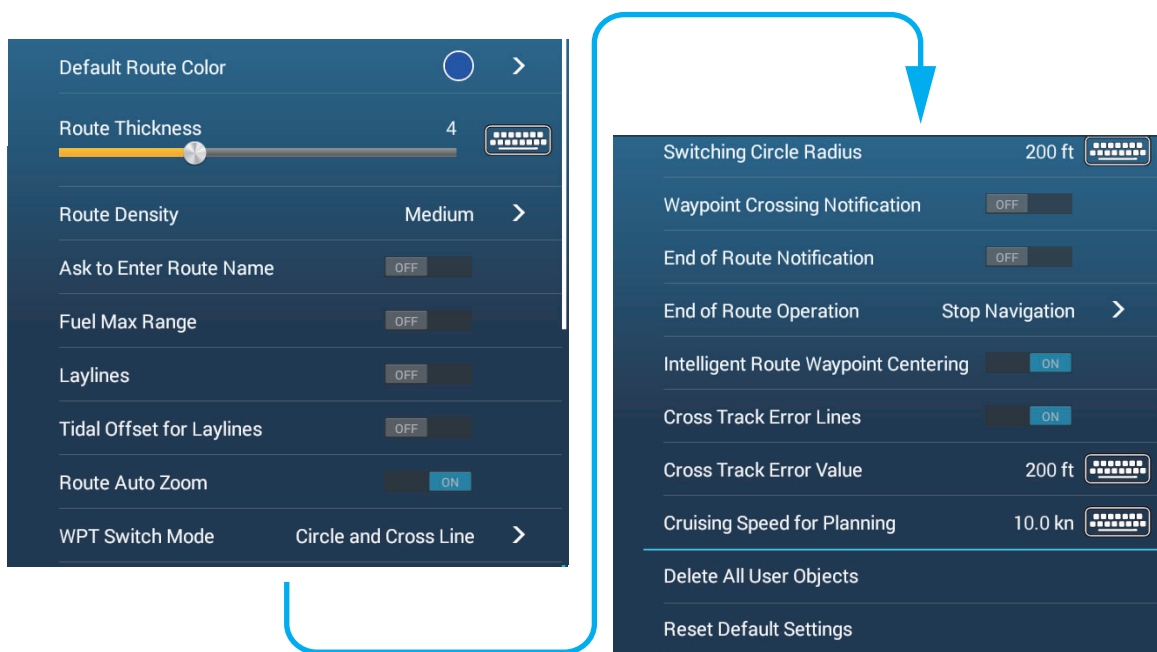 Default Route Color
Route Thickness 4
Route Density Medium
Ask to Enter Route Name OFF
Fuel Max Range OFF
Laylines OFF
Tidal Offset for Laylines OFF
Route Auto Zoom ON
WPT Switch Mode Circle and Cross Line
Switching Circle Radius 200 ft
Waypoint Crossing Notification OFF
End of Route Notification OFF
End of Route Operation Stop Navigation
Intelligent Route Waypoint Centering ON
Cross Track Error Lines ON
Cross Track Error Value 200 ft
Cruising Speed for Planning 10.0 kn
Delete All User Objects
Reset Default Settings